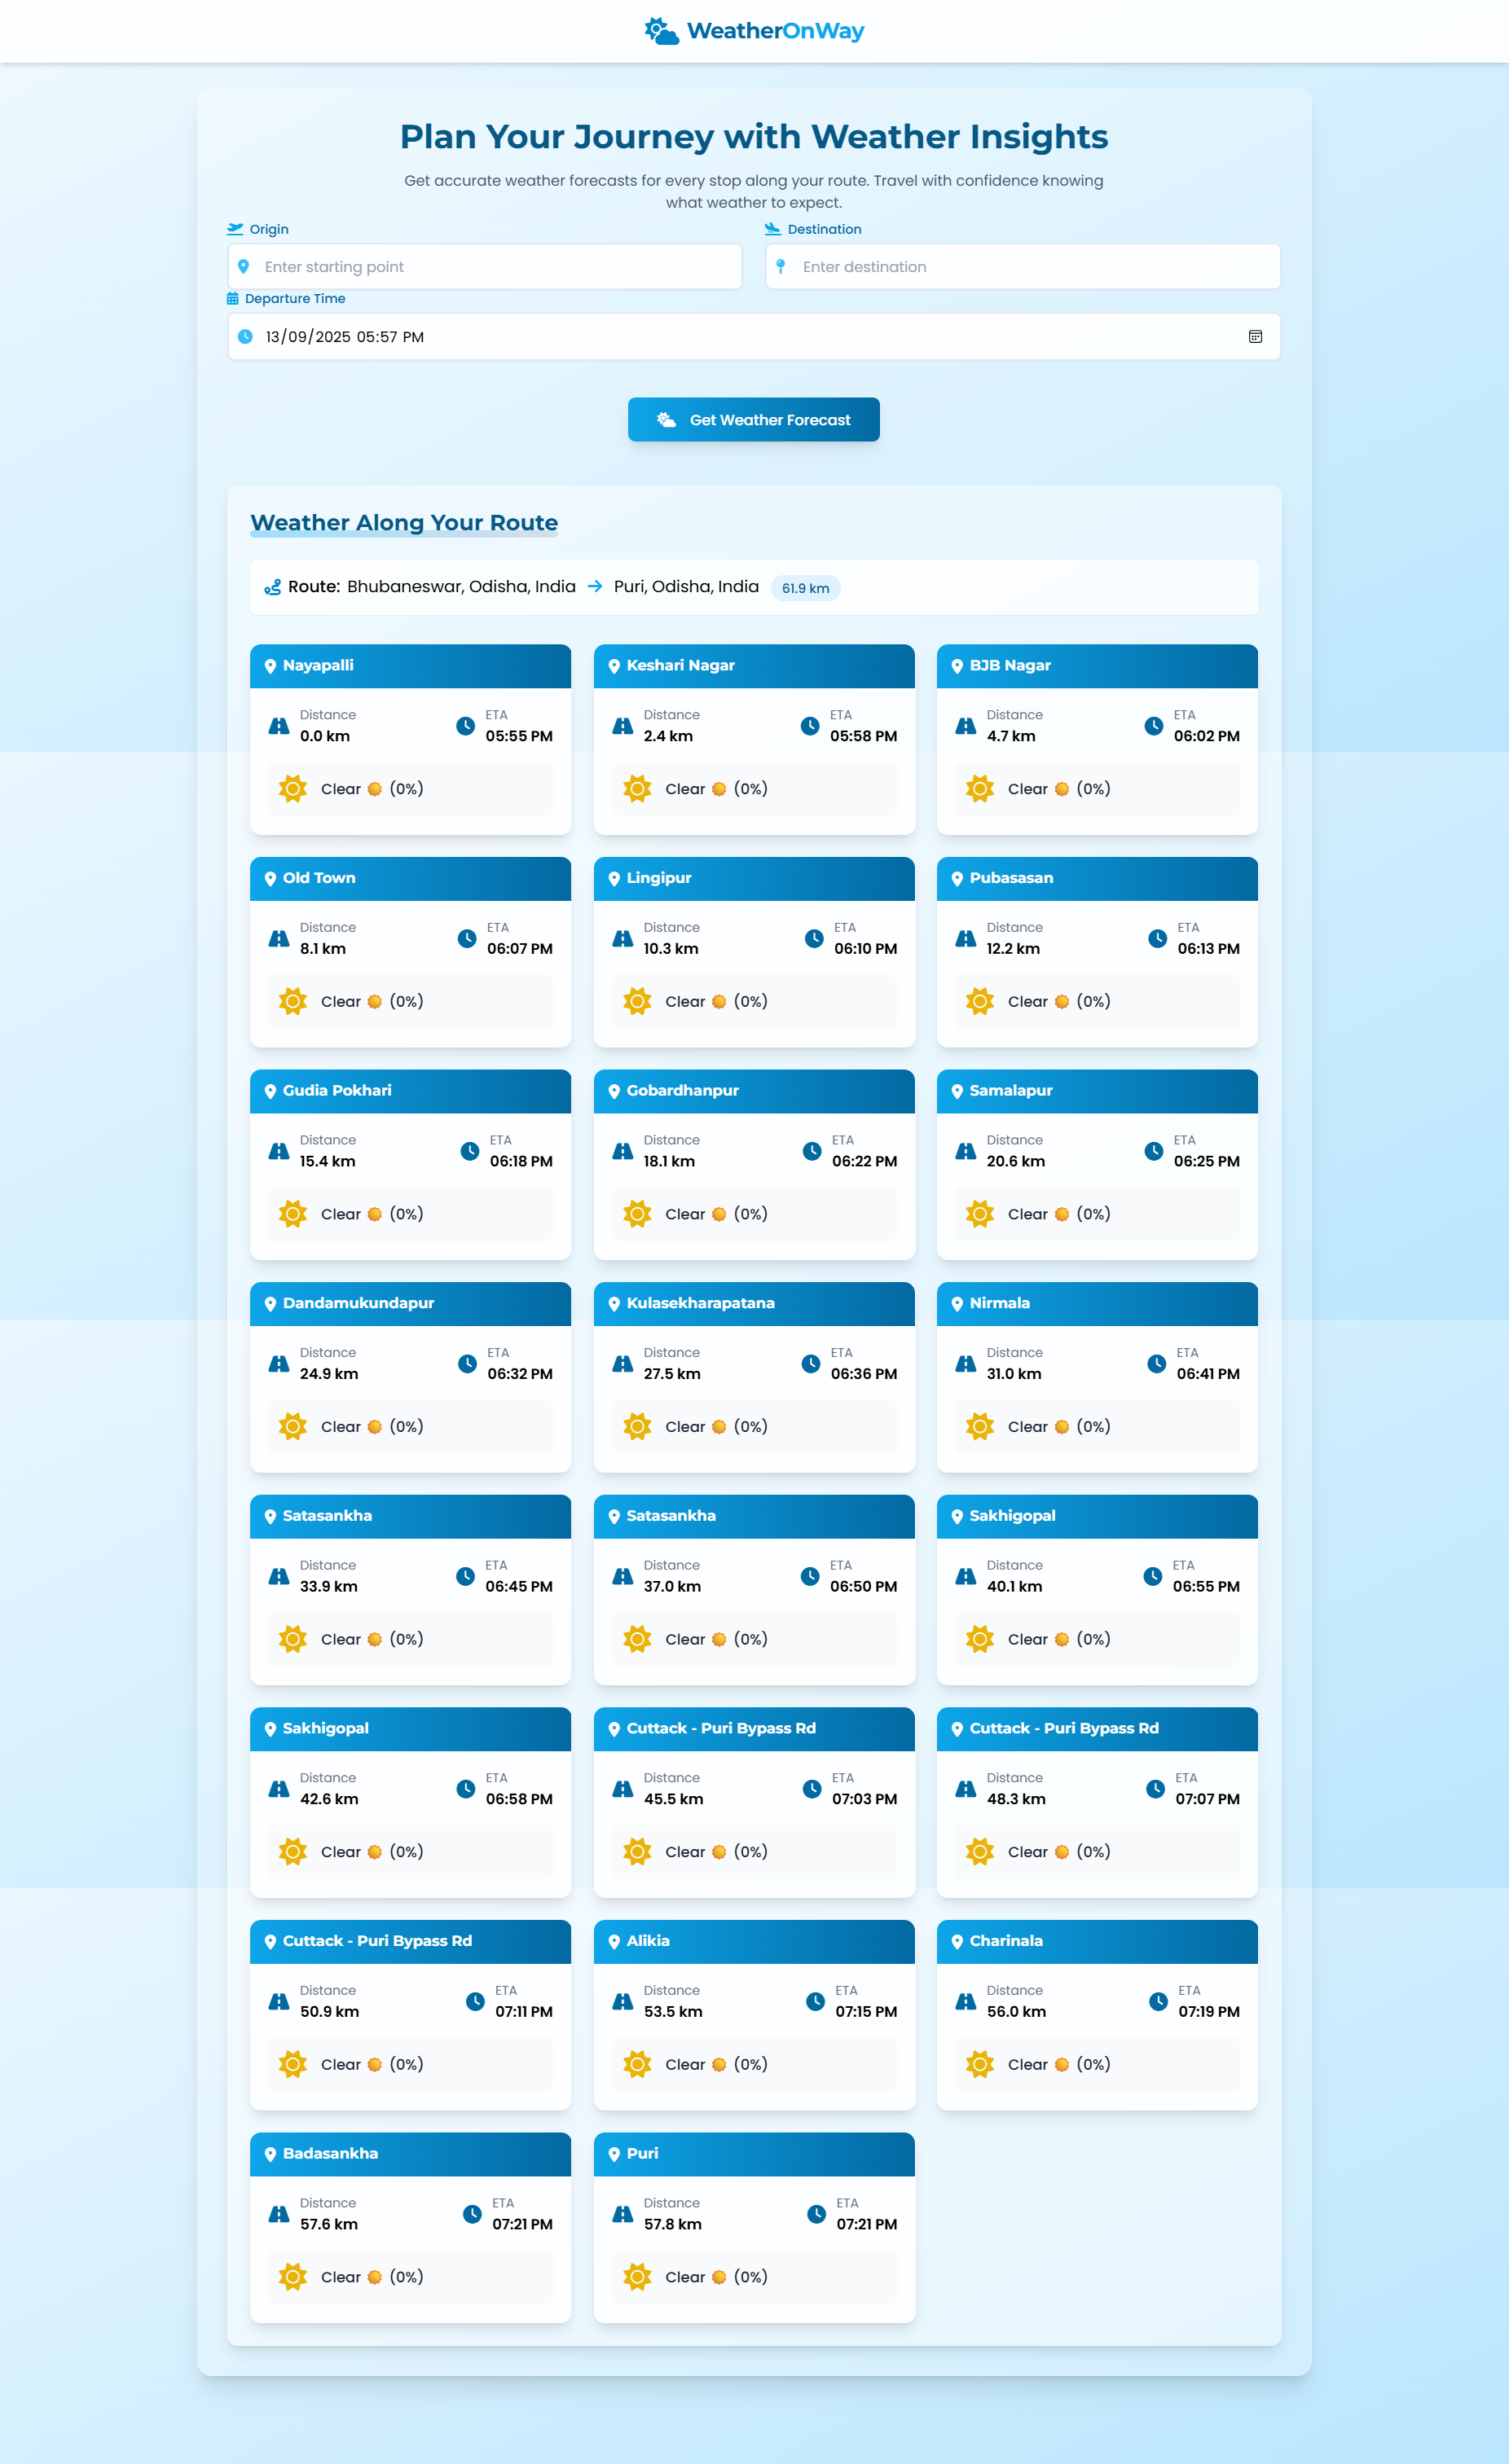 WeatherOnWay
Plan Your Journey with Weather Insights
Get accurate weather forecasts for every stop along your route. Travel with confidence knowing
what weather to expect.
Origin
Destination
Enter starting point
Enter destination
Departure Time
13/09/2025 05:57 PM
Get Weather Forecast
Weather Along Your Route
Route: Bhubaneswar, Odisha, India → Puri, Odisha, India 61.9 km
Nayapalli
Distance
0.0 km
ETA
05:55 PM
Clear (0%)
Keshari Nagar
Distance
2.4 km
ETA
05:58 PM
Clear (0%)
BJB Nagar
Distance
4.7 km
ETA
06:02 PM
Clear (0%)
Old Town
Distance
8.1 km
ETA
06:07 PM
Clear (0%)
Lingipur
Distance
10.3 km
ETA
06:10 PM
Clear (0%)
Pubasasan
Distance
12.2 km
ETA
06:13 PM
Clear (0%)
Gudia Pokhari
Distance
15.4 km
ETA
06:18 PM
Clear (0%)
Gobardhanpur
Distance
18.1 km
ETA
06:22 PM
Clear (0%)
Samalapur
Distance
20.6 km
ETA
06:25 PM
Clear (0%)
Dandamukundapur
Distance
24.9 km
ETA
06:32 PM
Clear (0%)
Kulasekharapatana
Distance
27.5 km
ETA
06:36 PM
Clear (0%)
Nirmala
Distance
31.0 km
ETA
06:41 PM
Clear (0%)
Satasankha
Distance
33.9 km
ETA
06:45 PM
Clear (0%)
Satasankha
Distance
37.0 km
ETA
06:50 PM
Clear (0%)
Sakhigopal
Distance
40.1 km
ETA
06:55 PM
Clear (0%)
Sakhigopal
Distance
42.6 km
ETA
06:58 PM
Clear (0%)
Cuttack - Puri Bypass Rd
Distance
45.5 km
ETA
07:03 PM
Clear (0%)
Cuttack - Puri Bypass Rd
Distance
48.3 km
ETA
07:07 PM
Clear (0%)
Cuttack - Puri Bypass Rd
Distance
50.9 km
ETA
07:11 PM
Clear (0%)
Alikia
Distance
53.5 km
ETA
07:15 PM
Clear (0%)
Charinala
Distance
56.0 km
ETA
07:19 PM
Clear (0%)
Badasankha
Distance
57.6 km
ETA
07:21 PM
Clear (0%)
Puri
Distance
57.8 km
ETA
07:21 PM
Clear (0%)